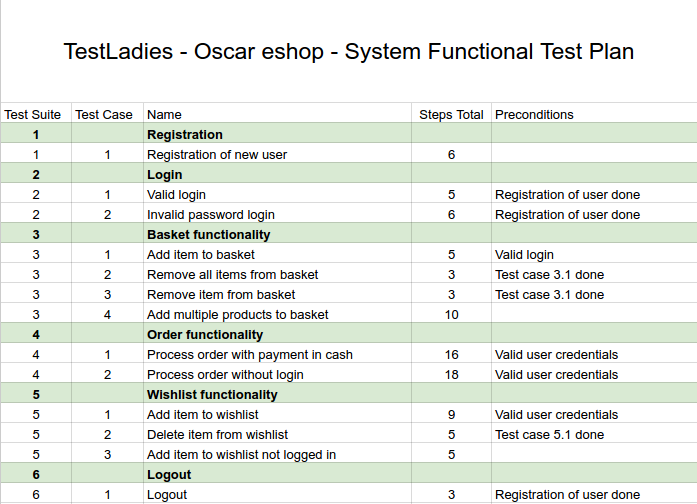 TestLadies - Oscar eshop - System Functional Test Plan
Test Suite Test Case Name Steps Total Preconditions
1 Registration
1 1 Registration of new user 6
2 Login
2 1 Valid login 5 Registration of user done
2 2 Invalid password login 6 Registration of user done
3 Basket functionality
3 1 Add item to basket 5 Valid login
3 2 Remove all items from basket 3 Test case 3.1 done
3 3 Remove item from basket 3 Test case 3.1 done
3 4 Add multiple products to basket 10
4 Order functionality
4 1 Process order with payment in cash 16 Valid user credentials
4 2 Process order without login 18 Valid user credentials
5 Wishlist functionality
5 1 Add item to wishlist 9 Valid user credentials
5 2 Delete item from wishlist 5 Test case 5.1 done
5 3 Add item to wishlist not logged in 5
6 Logout
6 1 Logout 3 Registration of user done